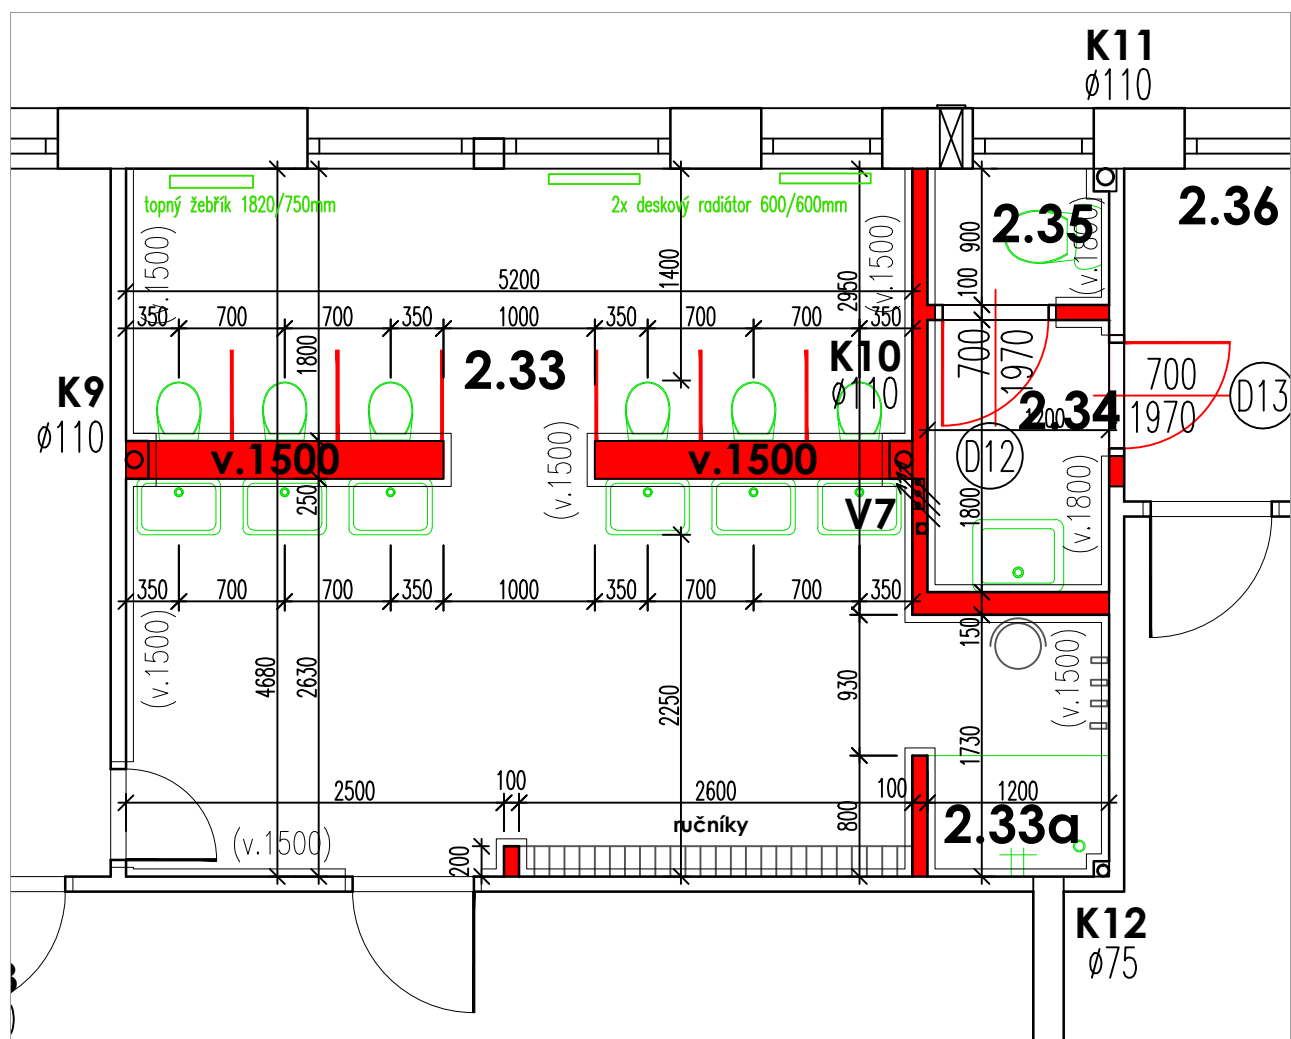 K11
ø110
topný žebřík 1820/750mm
2x deskový radiátor 600/600mm
2.35
2.36
(v.1500)
(v.1500)
(v.1800)
900
100
1400
2950
5200
350
700
700
350
1000
350
700
700
350
1800
2.33
K10
ø110
700
1970
700
1970
D13
K9
ø110
2.34
1200
v.1500
v.1500
(v.1500)
D12
250
V7
1800
(v.1800)
350
700
700
350
1000
350
700
700
350
150
(v.1500)
(v.1500)
4680
2630
2250
930
1730
2500
100
2600
100
1200
800
ručníky
2.33a
(v.1500)
200
K12
ø75